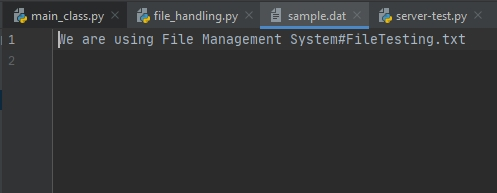 main_class.py file_handling.py sample.dat server-test.py
1 We are using File Management System#FileTesting.txt
2